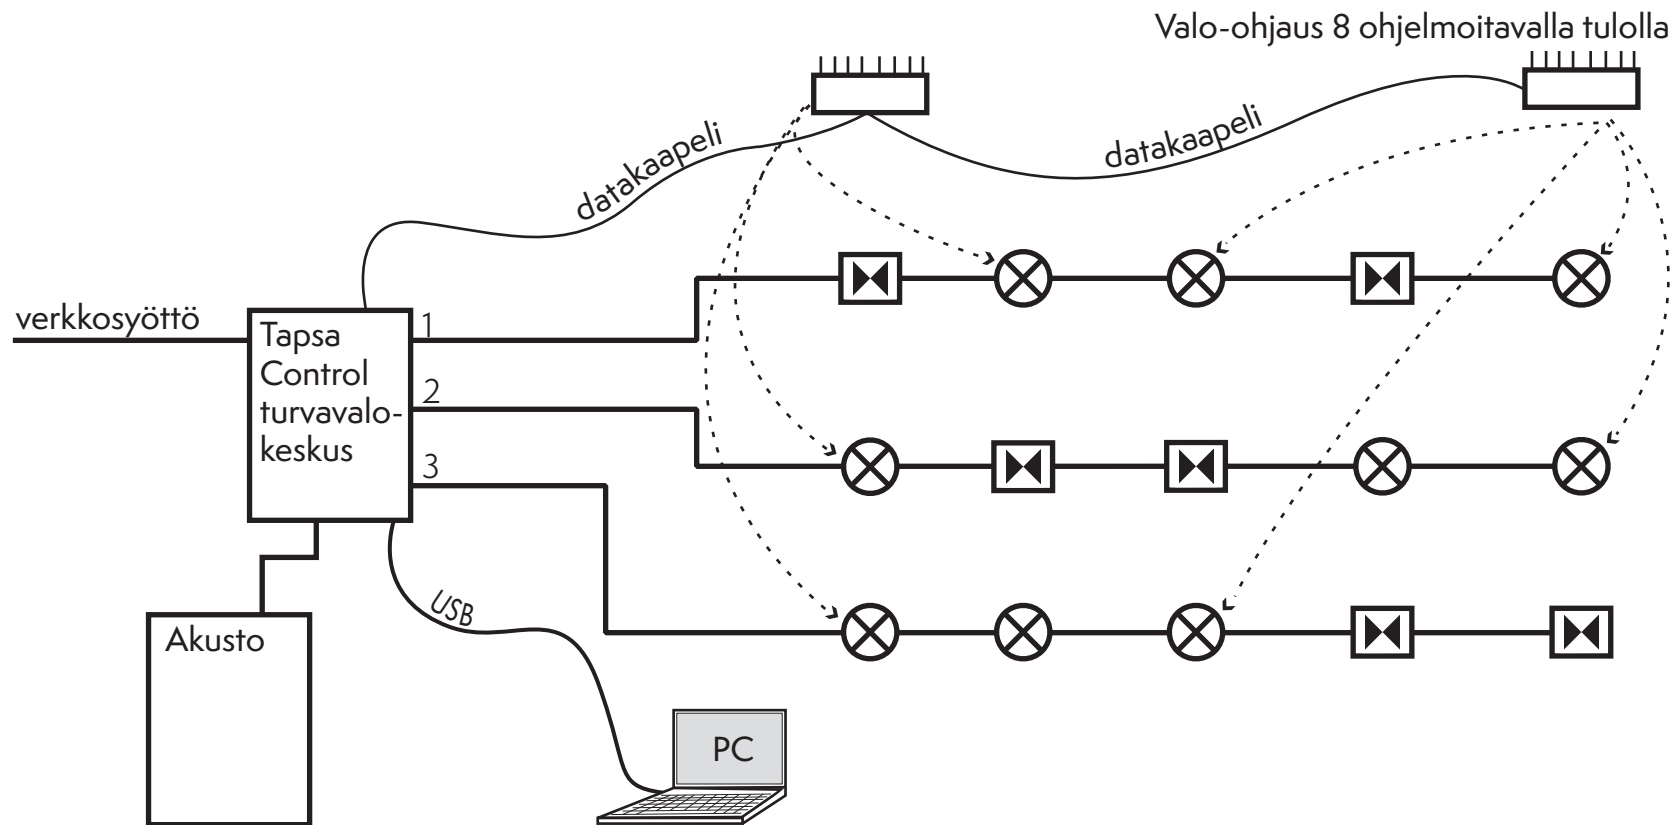 Valo-ohjaus 8 ohjelmoitavalla tulolla
datakaapeli
datakaapeli
verkkosyöttö
Tapsa
Control
turvavalo-
keskus
1
2
3
USB
Akusto
PC